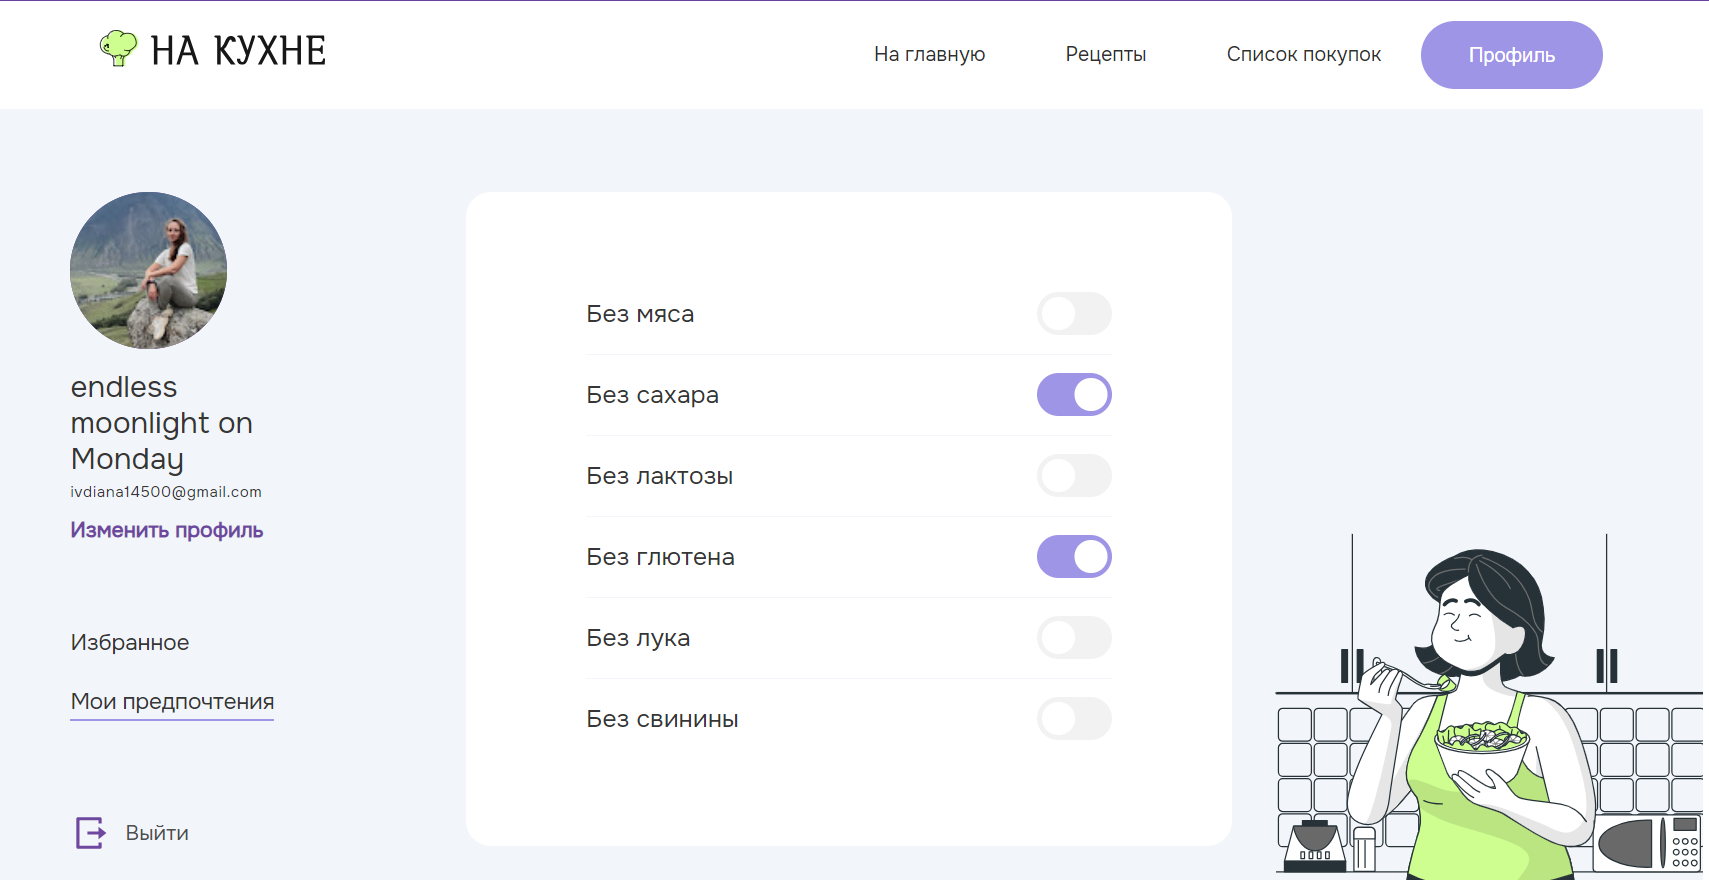 НА КУХНЕ
На главную
Рецепты
Список покупок
Профиль
endless
moonlight on
Monday
ivdiana14500@gmail.com
Изменить профиль
Избранное
Мои предпочтения
Выйти
Без мяса
Без сахара
Без лактозы
Без глютена
Без лука
Без свинины